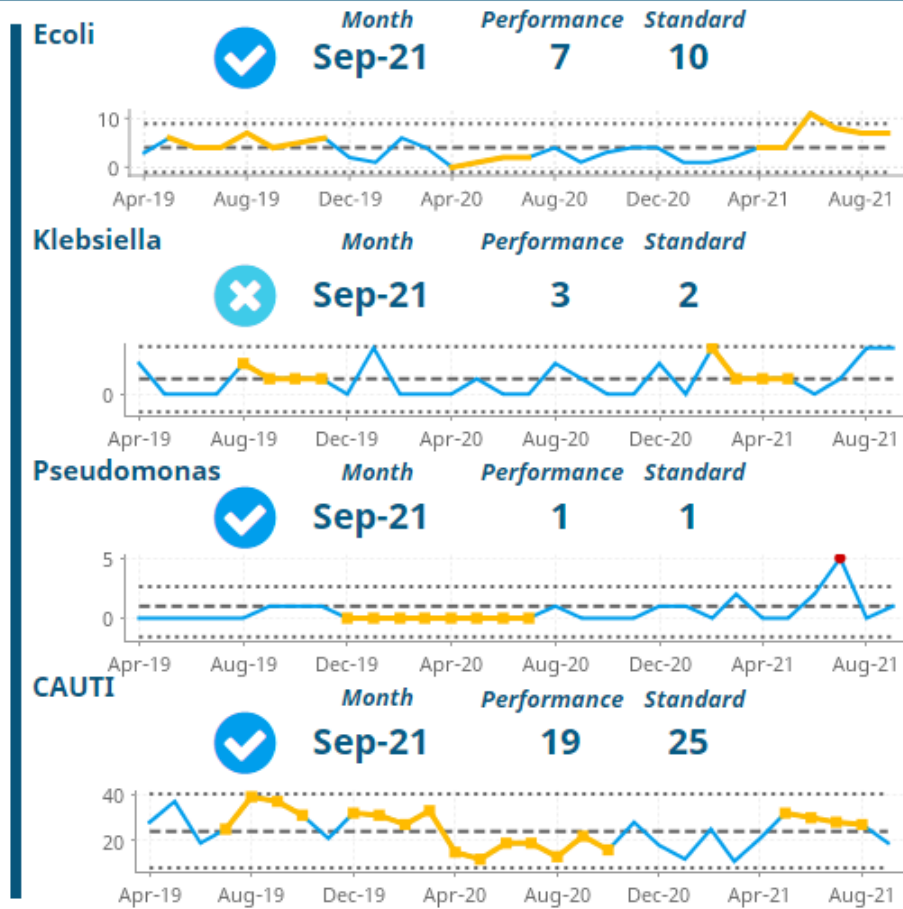 Ecoli
Month Performance Standard
Sep-21 7 10
10
0
Apr-19 Aug-19 Dec-19 Apr-20 Aug-20 Dec-20 Apr-21 Aug-21
Klebsiella
Month Performance Standard
Sep-21 3 2
0
Apr-19 Aug-19 Dec-19 Apr-20 Aug-20 Dec-20 Apr-21 Aug-21
Pseudomonas
Month Performance Standard
Sep-21 1 1
5
0
Apr-19 Aug-19 Dec-19 Apr-20 Aug-20 Dec-20 Apr-21 Aug-21
CAUTI
Month Performance Standard
Sep-21 19 25
40
20
Apr-19 Aug-19 Dec-19 Apr-20 Aug-20 Dec-20 Apr-21 Aug-21